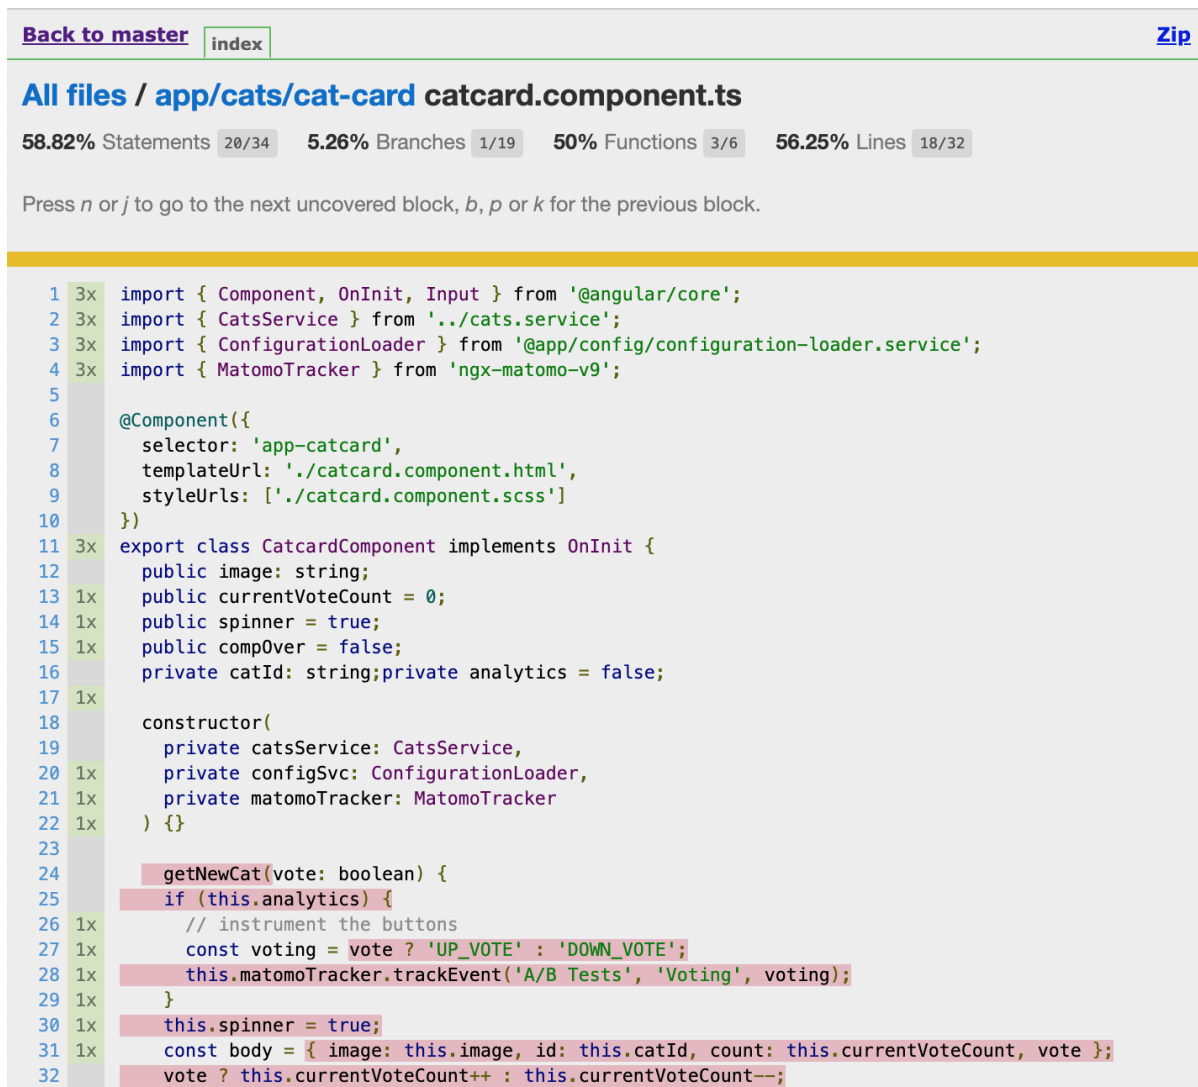 Back to master index Zip
All files / app/cats/cat-card catcard.component.ts
58.82% Statements 20/34 5.26% Branches 1/19 50% Functions 3/6 56.25% Lines 18/32
Press n or j to go to the next uncovered block, b, p or k for the previous block.
1 3x import { Component, OnInit, Input } from '@angular/core';
2 3x import { CatsService } from '../cats.service';
3 3x import { ConfigurationLoader } from '@app/config/configuration-loader.service';
4 3x import { MatomoTracker } from 'ngx-matomo-v9';
5
6 @Component({
7 selector: 'app-catcard',
8 templateUrl: './catcard.component.html',
9 styleUrls: ['./catcard.component.scss']
10 })
11 3x export class CatcardComponent implements OnInit {
12 public image: string;
13 1x public currentVoteCount = 0;
14 1x public spinner = true;
15 1x public compOver = false;
16 private catId: string;private analytics = false;
17 1x
18 constructor(
19 private catsService: CatsService,
20 1x private configSvc: ConfigurationLoader,
21 1x private matomoTracker: MatomoTracker
22 1x ) {}
23
24 getNewCat(vote: boolean) {
25 if (this.analytics) {
26 1x // instrument the buttons
27 1x const voting = vote ? 'UP_VOTE' : 'DOWN_VOTE';
28 1x this.matomoTracker.trackEvent('A/B Tests', 'Voting', voting);
29 1x }
30 1x this.spinner = true;
31 1x const body = { image: this.image, id: this.catId, count: this.currentVoteCount, vote };
32 vote ? this.currentVoteCount++ : this.currentVoteCount--;